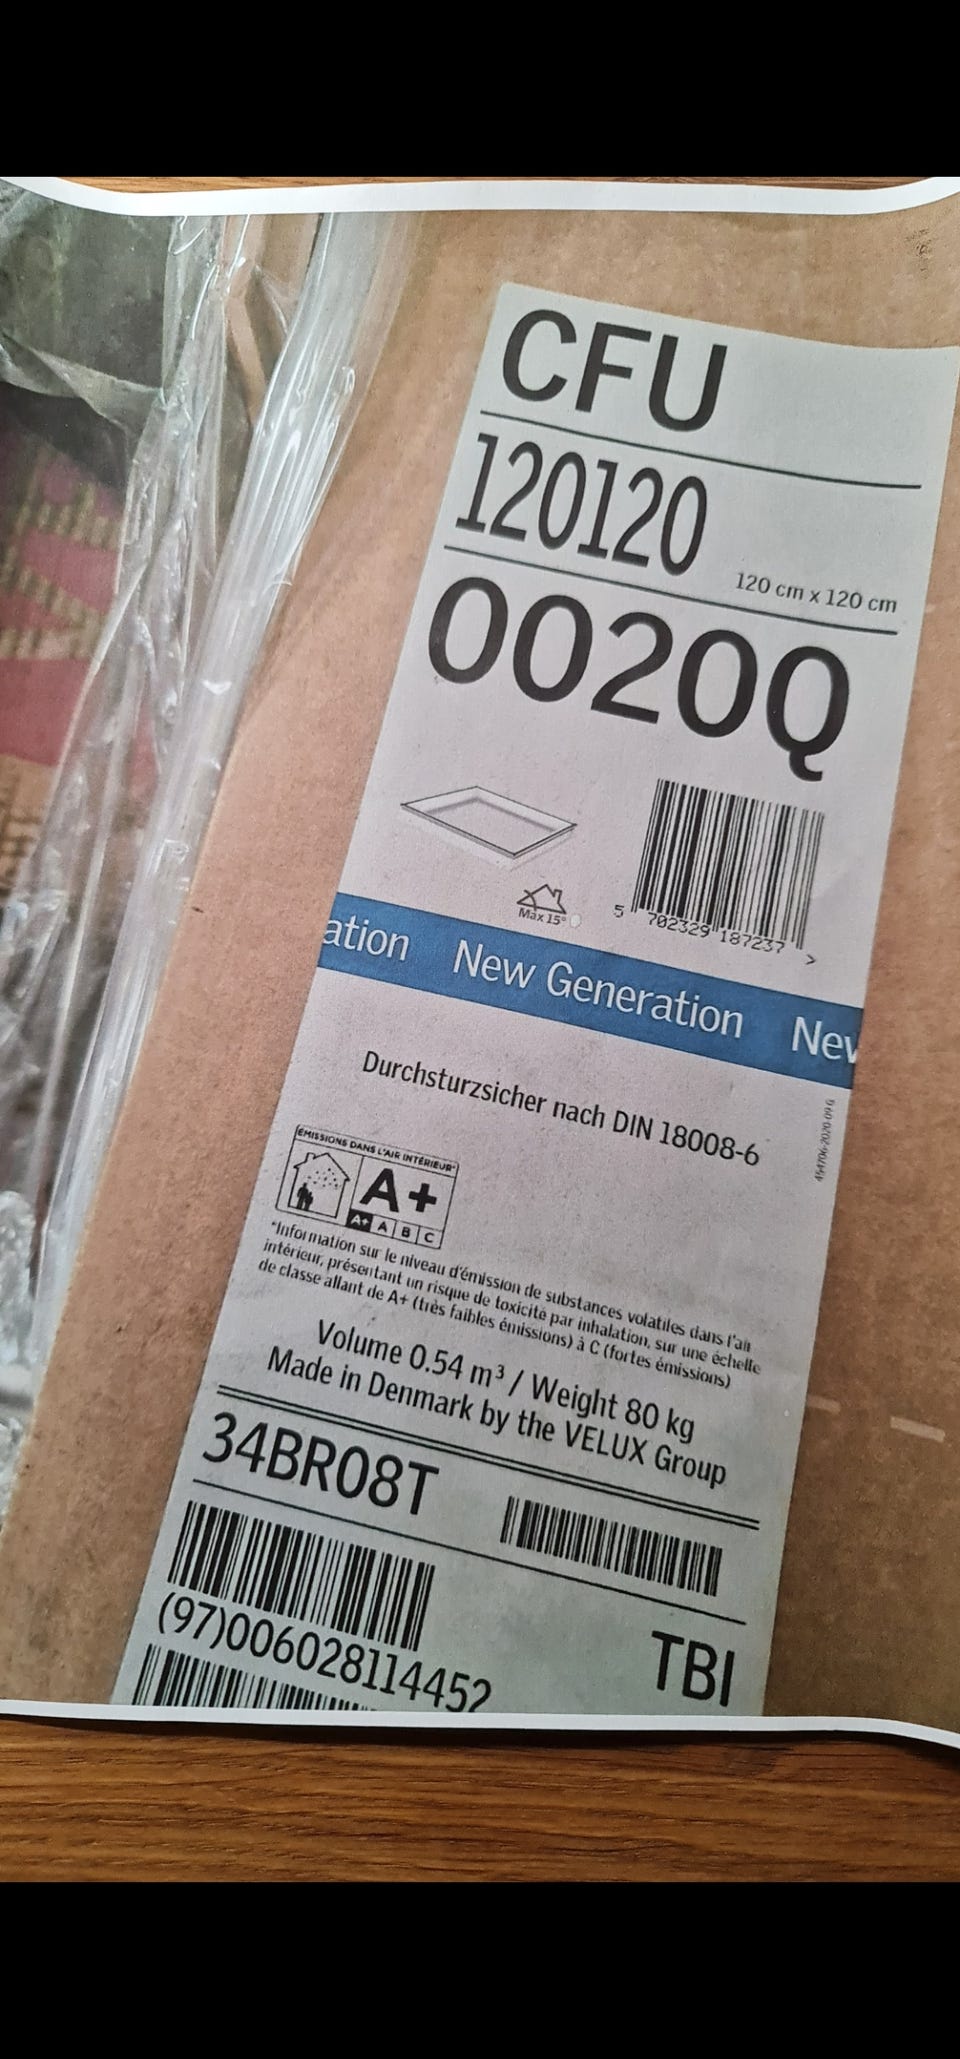 CFU
120120
120 cm x 120 cm
0020Q
Max 15°
5 702329 187237 >
ation New Generation New
Durchsturzsicher nach DIN 18008-6
454706-2020-09 G
ÉMISSIONS DANS L'AIR INTÉRIEUR*
A+
A+ A B C
*Information sur le niveau d'émission de substances volatiles dans l'air
intérieur, présentant un risque de toxicité par inhalation, sur une échelle
de classe allant de A+ (très faibles émissions) à C (fortes émissions)
Volume 0.54 m³ / Weight 80 kg
Made in Denmark by the VELUX Group
34BR08T
(97)006028114452
TBI